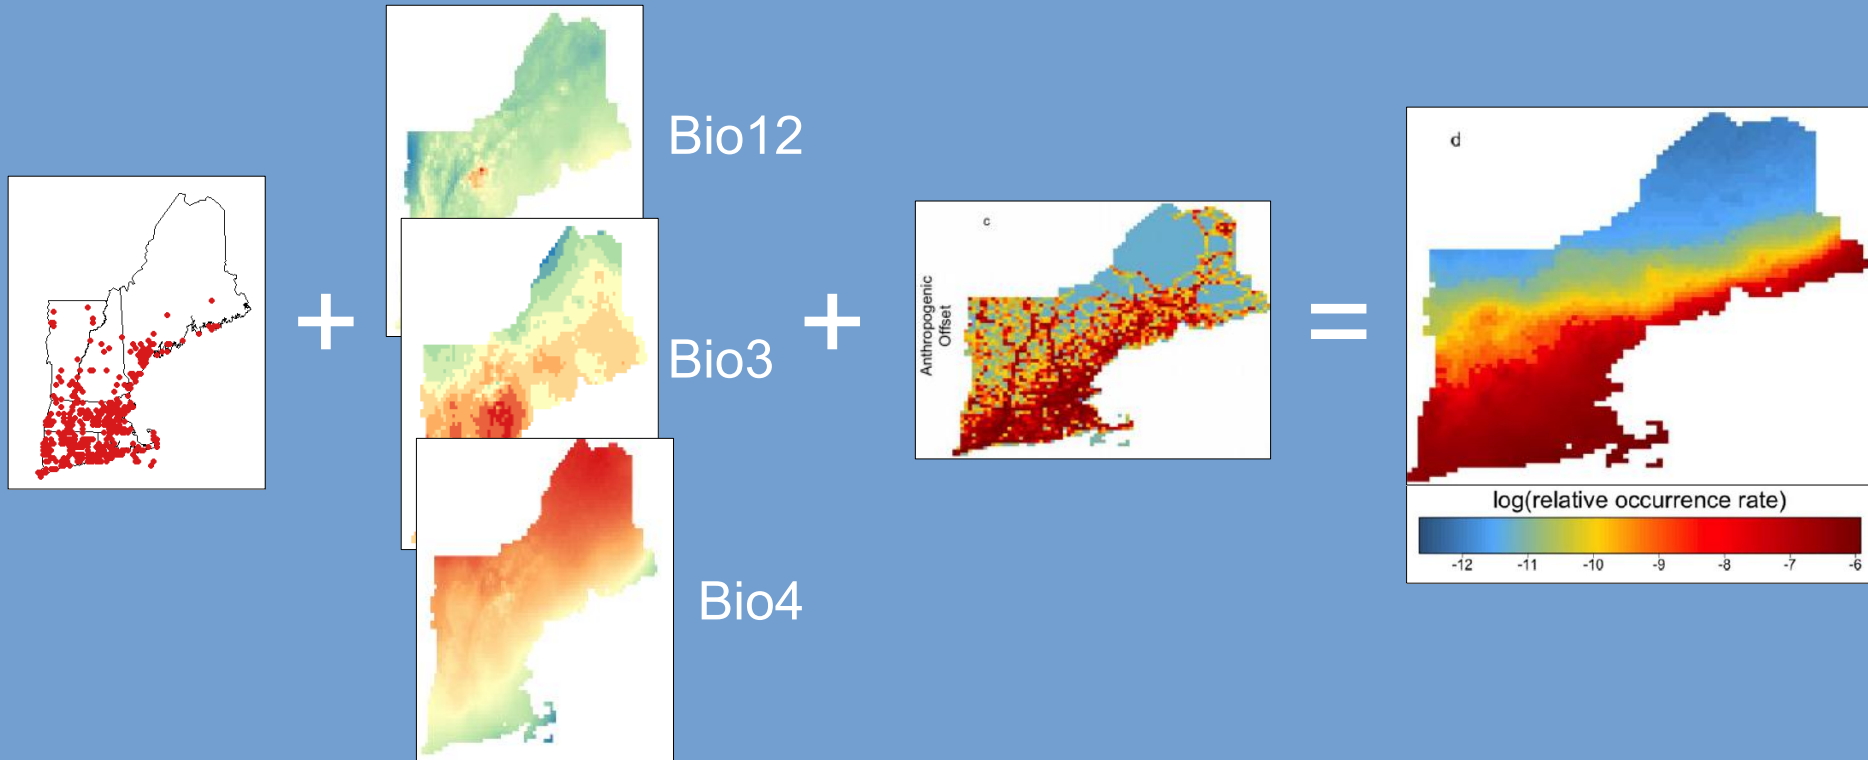 Bio12
Bio3
Bio4
+
+
c
Anthropogenic
Offset
=
d
log(relative occurrence rate)
-12 -11 -10 -9 -8 -7 -6